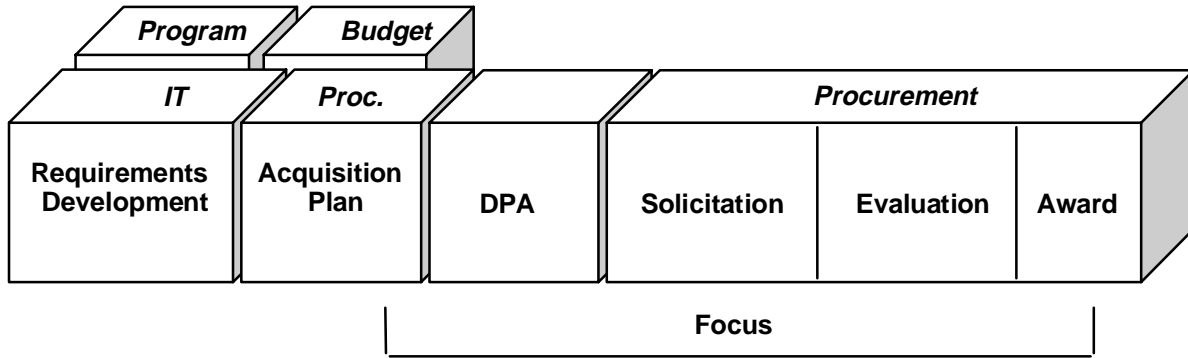 Program
Budget
IT
Proc.
Procurement
Requirements
Development
Acquisition
Plan
DPA
Solicitation
Evaluation
Award
Focus